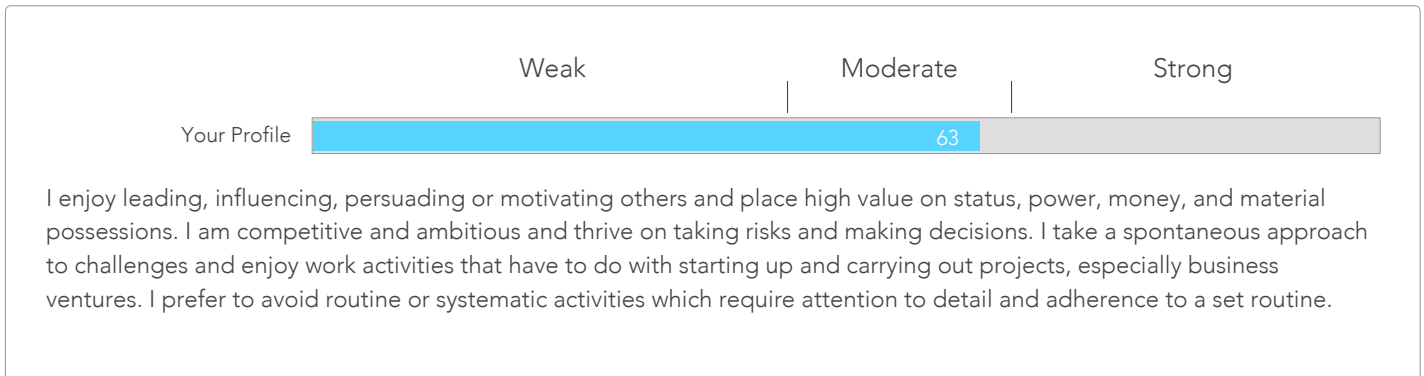 Weak Moderate Strong
Your Profile 63
I enjoy leading, influencing, persuading or motivating others and place high value on status, power, money, and material
possessions. I am competitive and ambitious and thrive on taking risks and making decisions. I take a spontaneous approach
to challenges and enjoy work activities that have to do with starting up and carrying out projects, especially business
ventures. I prefer to avoid routine or systematic activities which require attention to detail and adherence to a set routine.